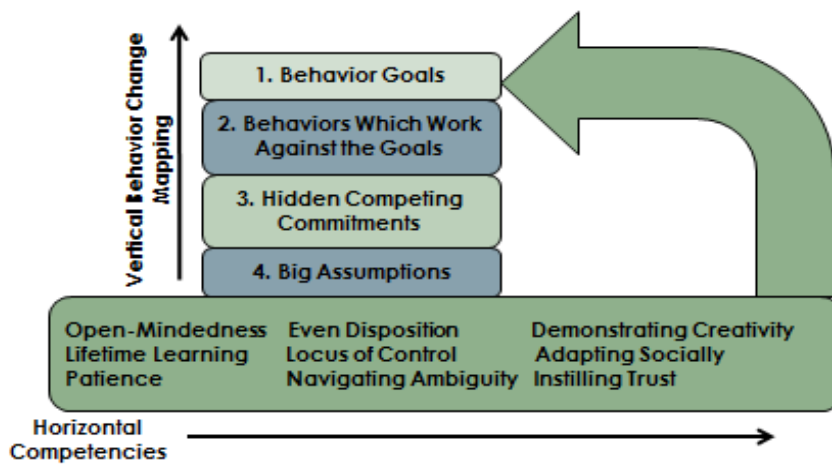 Vertical Behavior Change
Mapping
1. Behavior Goals
2. Behaviors Which Work
Against the Goals
3. Hidden Competing
Commitments
4. Big Assumptions
Open-Mindedness Even Disposition Demonstrating Creativity
Lifetime Learning Locus of Control Adapting Socially
Patience Navigating Ambiguity Instilling Trust
Horizontal
Competencies